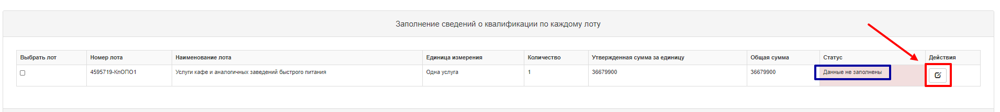 Заполнение сведений о квалификации по каждому лоту
Выбрать лот Номер лота Наименование лота Единица измерения Количество Утвержденная сумма за единицу Общая сумма Статус Действия
4595719-КпОПО1 Услуги кафе и аналогичных заведений быстрого питания Одна услуга 1 36679900 36679900 Данные не заполнены